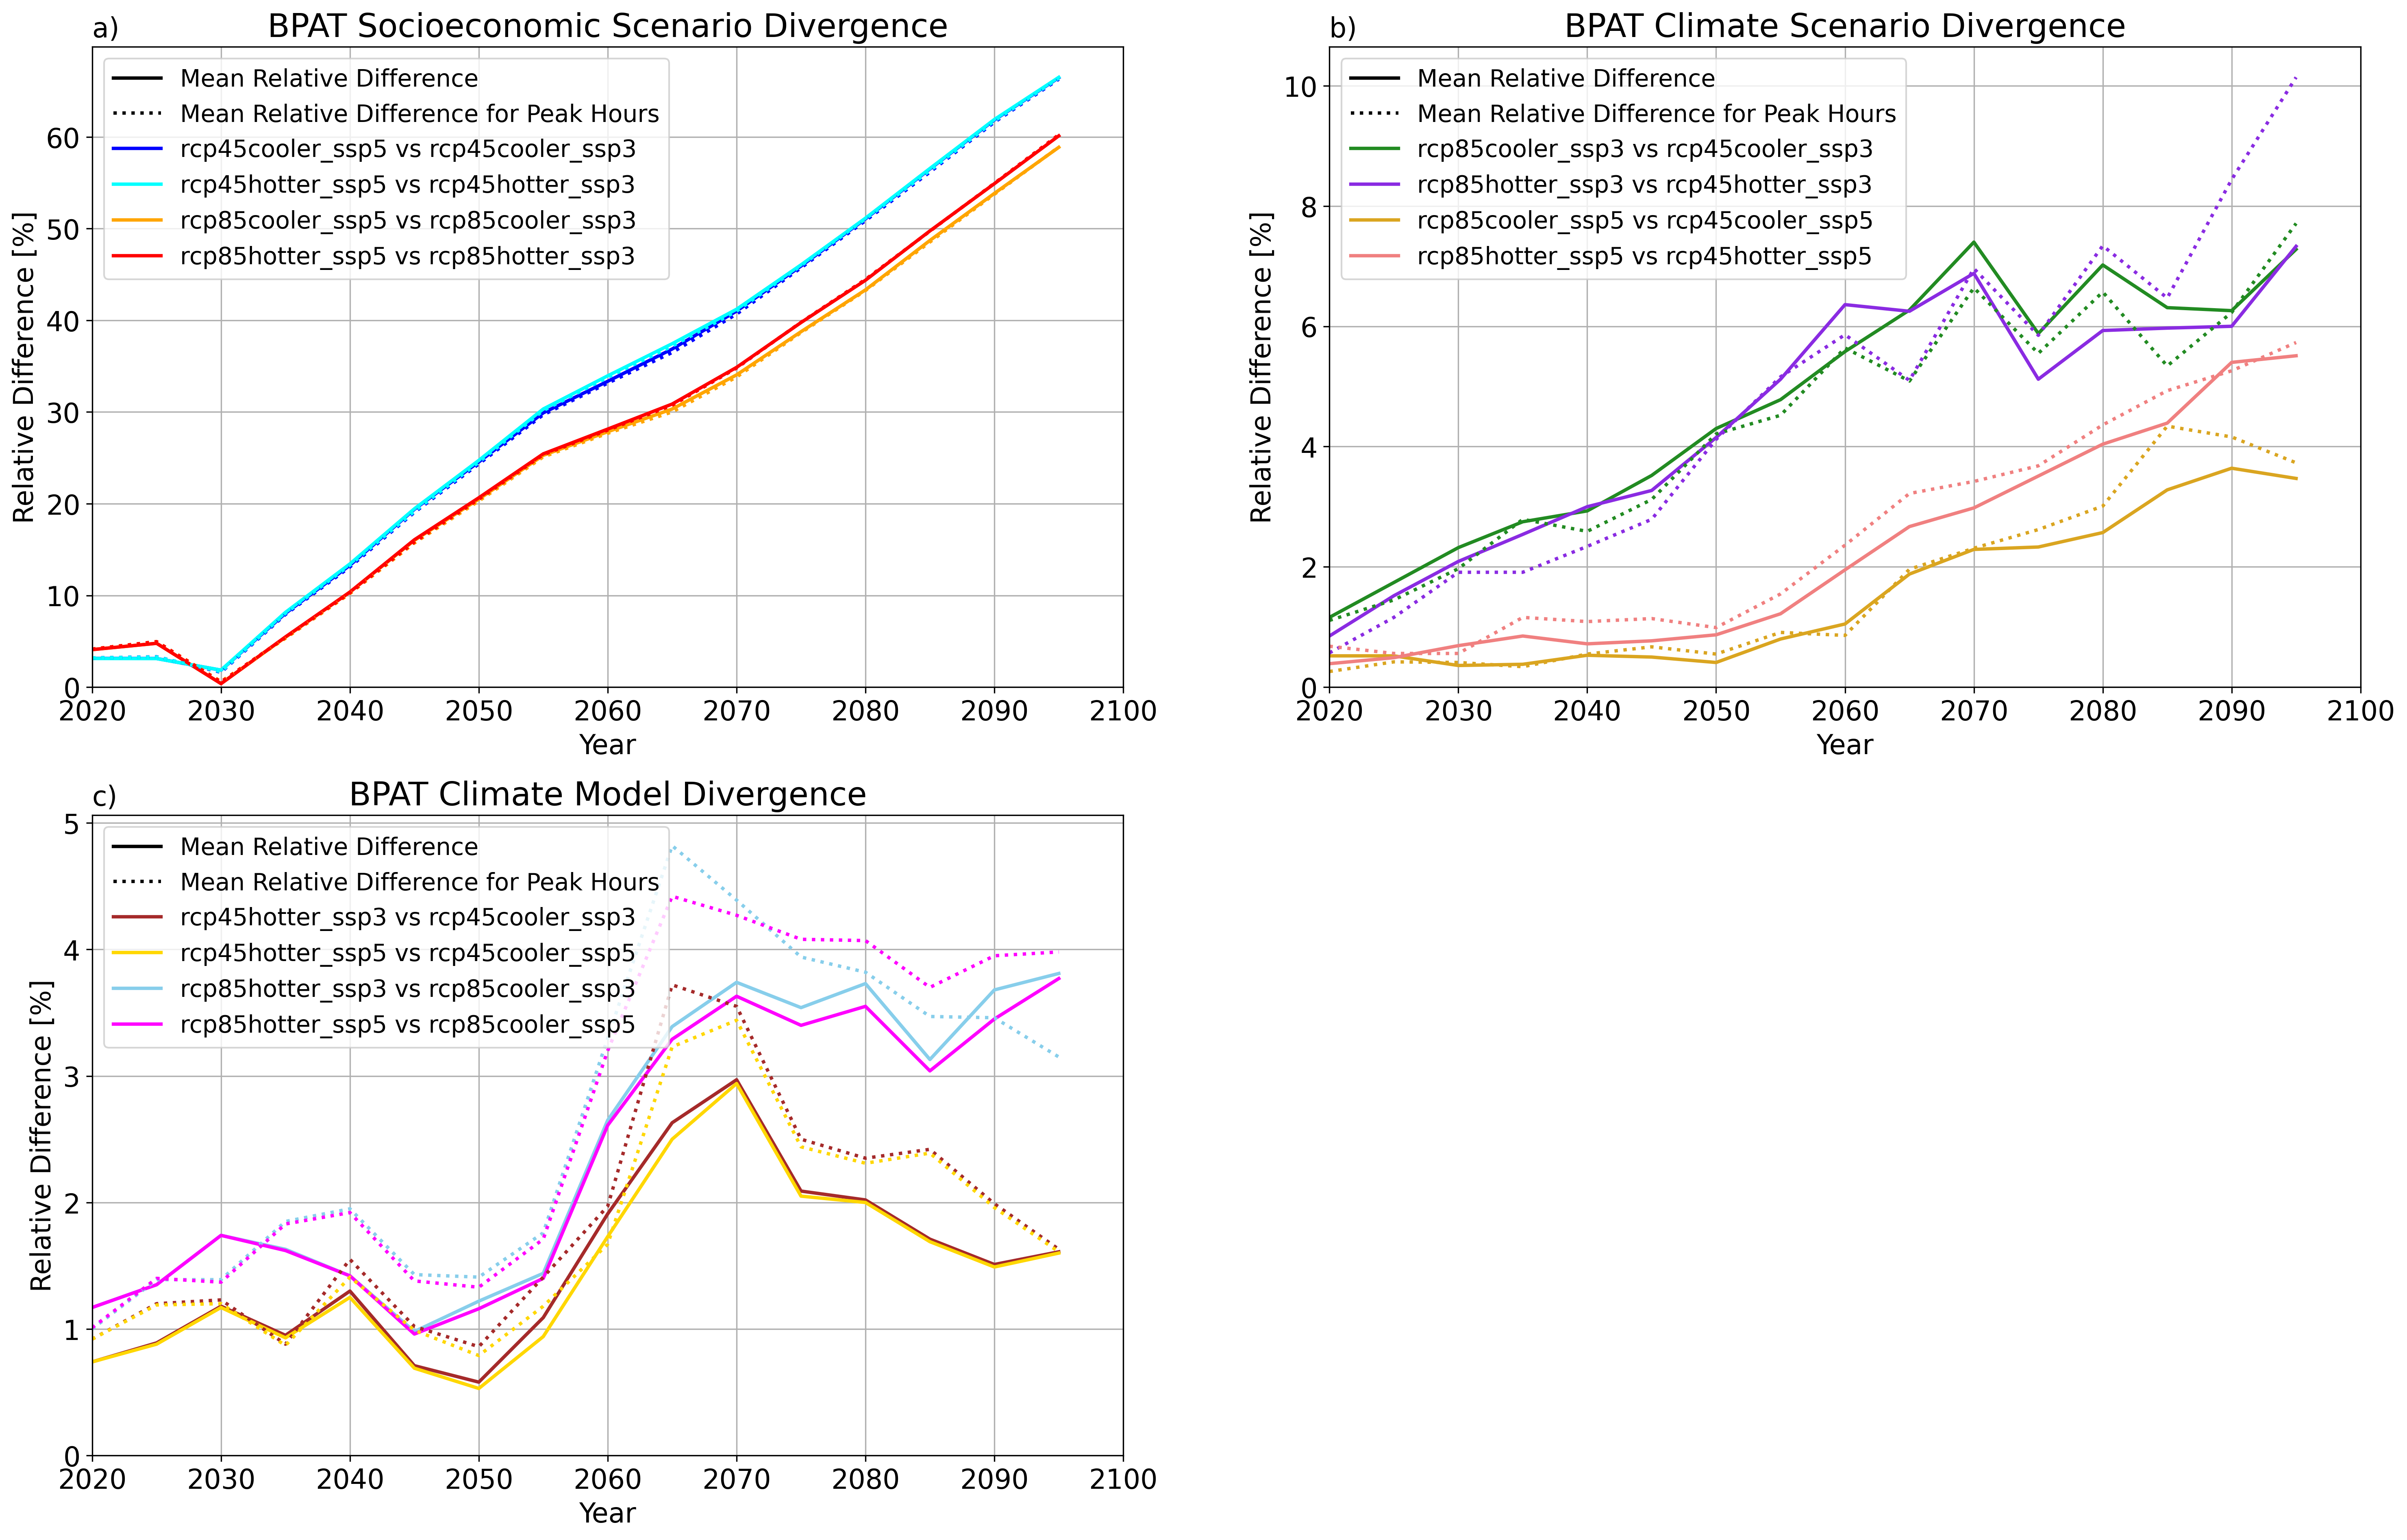 a)
BPAT Socioeconomic Scenario Divergence
Mean Relative Difference
Mean Relative Difference for Peak Hours
rcp45cooler_ssp5 vs rcp45cooler_ssp3
rcp45hotter_ssp5 vs rcp45hotter_ssp3
rcp85cooler_ssp5 vs rcp85cooler_ssp3
rcp85hotter_ssp5 vs rcp85hotter_ssp3
Relative Difference [%]
60
50
40
30
20
10
0
2020 2030 2040 2050 2060 2070 2080 2090 2100
Year
b)
BPAT Climate Scenario Divergence
Mean Relative Difference
Mean Relative Difference for Peak Hours
rcp85cooler_ssp3 vs rcp45cooler_ssp3
rcp85hotter_ssp3 vs rcp45hotter_ssp3
rcp85cooler_ssp5 vs rcp45cooler_ssp5
rcp85hotter_ssp5 vs rcp45hotter_ssp5
Relative Difference [%]
10
8
6
4
2
0
2020 2030 2040 2050 2060 2070 2080 2090 2100
Year
c)
BPAT Climate Model Divergence
Mean Relative Difference
Mean Relative Difference for Peak Hours
rcp45hotter_ssp3 vs rcp45cooler_ssp3
rcp45hotter_ssp5 vs rcp45cooler_ssp5
rcp85hotter_ssp3 vs rcp85cooler_ssp3
rcp85hotter_ssp5 vs rcp85cooler_ssp5
Relative Difference [%]
5
4
3
2
1
0
2020 2030 2040 2050 2060 2070 2080 2090 2100
Year